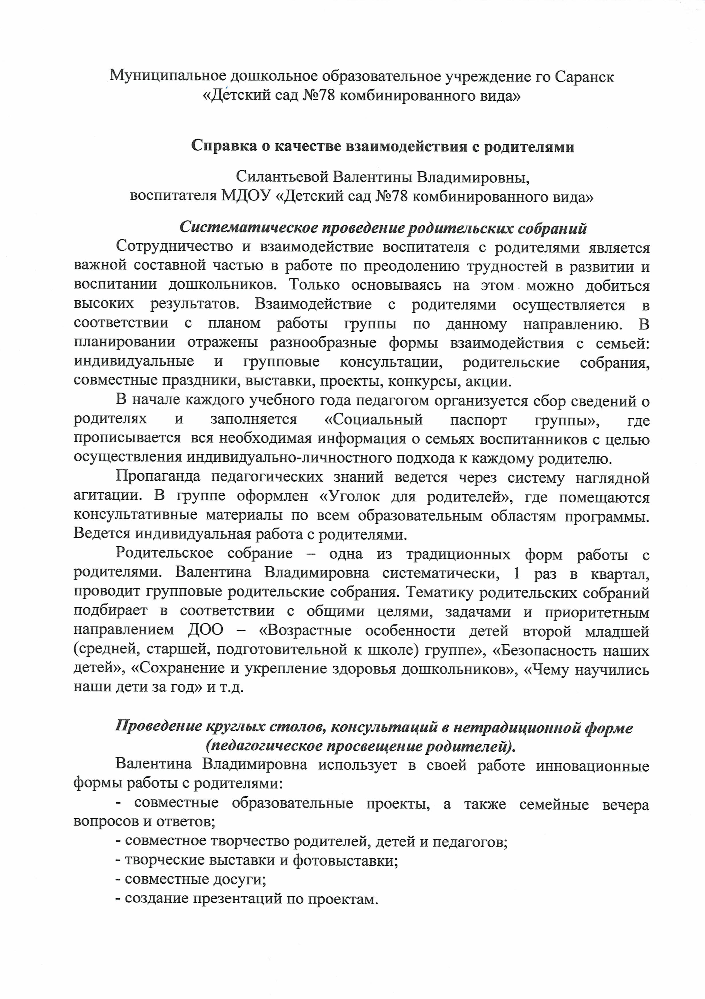 Муниципальное дошкольное образовательное учреждение го Саранск
«Детский сад №78 комбинированного вида»
Справка о качестве взаимодействия с родителями
Силантьевой Валентины Владимировны,
воспитателя МДОУ «Детский сад №78 комбинированного вида»
Систематическое проведение родительских собраний
Сотрудничество и взаимодействие воспитателя с родителями является
важной составной частью в работе по преодолению трудностей в развитии и
воспитании дошкольников. Только основываясь на этом можно добиться
высоких результатов. Взаимодействие с родителями осуществляется в
соответствии с планом работы группы по данному направлению. В
планировании отражены разнообразные формы взаимодействия с семьей:
индивидуальные и групповые консультации, родительские собрания,
совместные праздники, выставки, проекты, конкурсы, акции.
В начале каждого учебного года педагогом организуется сбор сведений о
родителях и заполняется «Социальный паспорт группы», где
прописывается вся необходимая информация о семьях воспитанников с целью
осуществления индивидуально-личностного подхода к каждому родителю.
Пропаганда педагогических знаний ведется через систему наглядной
агитации. В группе оформлен «Уголок для родителей», где помещаются
консультативные материалы по всем образовательным областям программы.
Ведется индивидуальная работа с родителями.
Родительское собрание – одна из традиционных форм работы с
родителями. Валентина Владимировна систематически, 1 раз в квартал,
проводит групповые родительские собрания. Тематику родительских собраний
подбирает в соответствии с общими целями, задачами и приоритетным
направлением ДОО – «Возрастные особенности детей второй младшей
(средней, старшей, подготовительной к школе) группе», «Безопасность наших
детей», «Сохранение и укрепление здоровья дошкольников», «Чему научились
наши дети за год» и т.д.
Проведение круглых столов, консультаций в нетрадиционной форме
(педагогическое просвещение родителей).
Валентина Владимировна использует в своей работе инновационные
формы работы с родителями:
- совместные образовательные проекты, а также семейные вечера
вопросов и ответов;
- совместное творчество родителей, детей и педагогов;
- творческие выставки и фотовыставки;
- совместные досуги;
- создание презентаций по проектам.